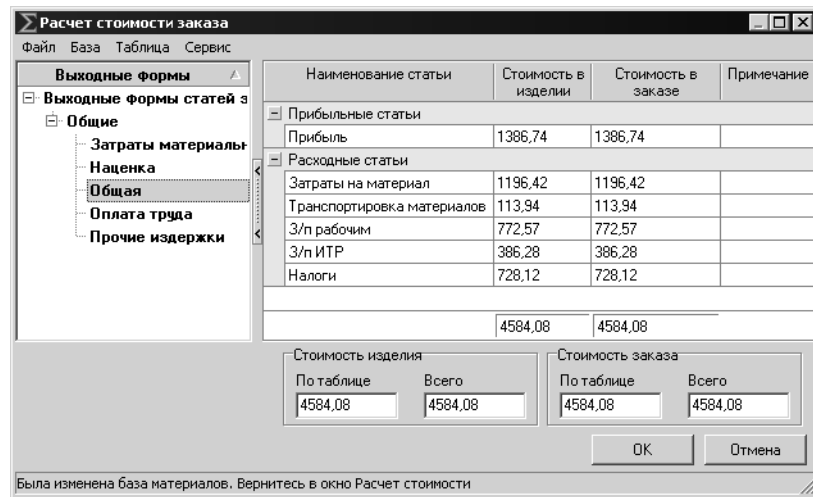 Расчет стоимости заказа
Файл База Таблица Сервис
Выходные формы
Выходные формы статей з
Общие
Затраты материальн
Наценка
Общая
Оплата труда
Прочие издержки
Наименование статьи Стоимость в изделии Стоимость в заказе Примечание
Прибыльные статьи
Прибыль 1386,74 1386,74
Расходные статьи
Затраты на материал 1196,42 1196,42
Транспортировка материалов 113,94 113,94
З/п рабочим 772,57 772,57
З/п ИТР 386,28 386,28
Налоги 728,12 728,12
4584,08 4584,08
Стоимость изделия Стоимость заказа
По таблице Всего По таблице Всего
4584,08 4584,08 4584,08 4584,08
OK Отмена
Была изменена база материалов. Вернитесь в окно Расчет стоимости